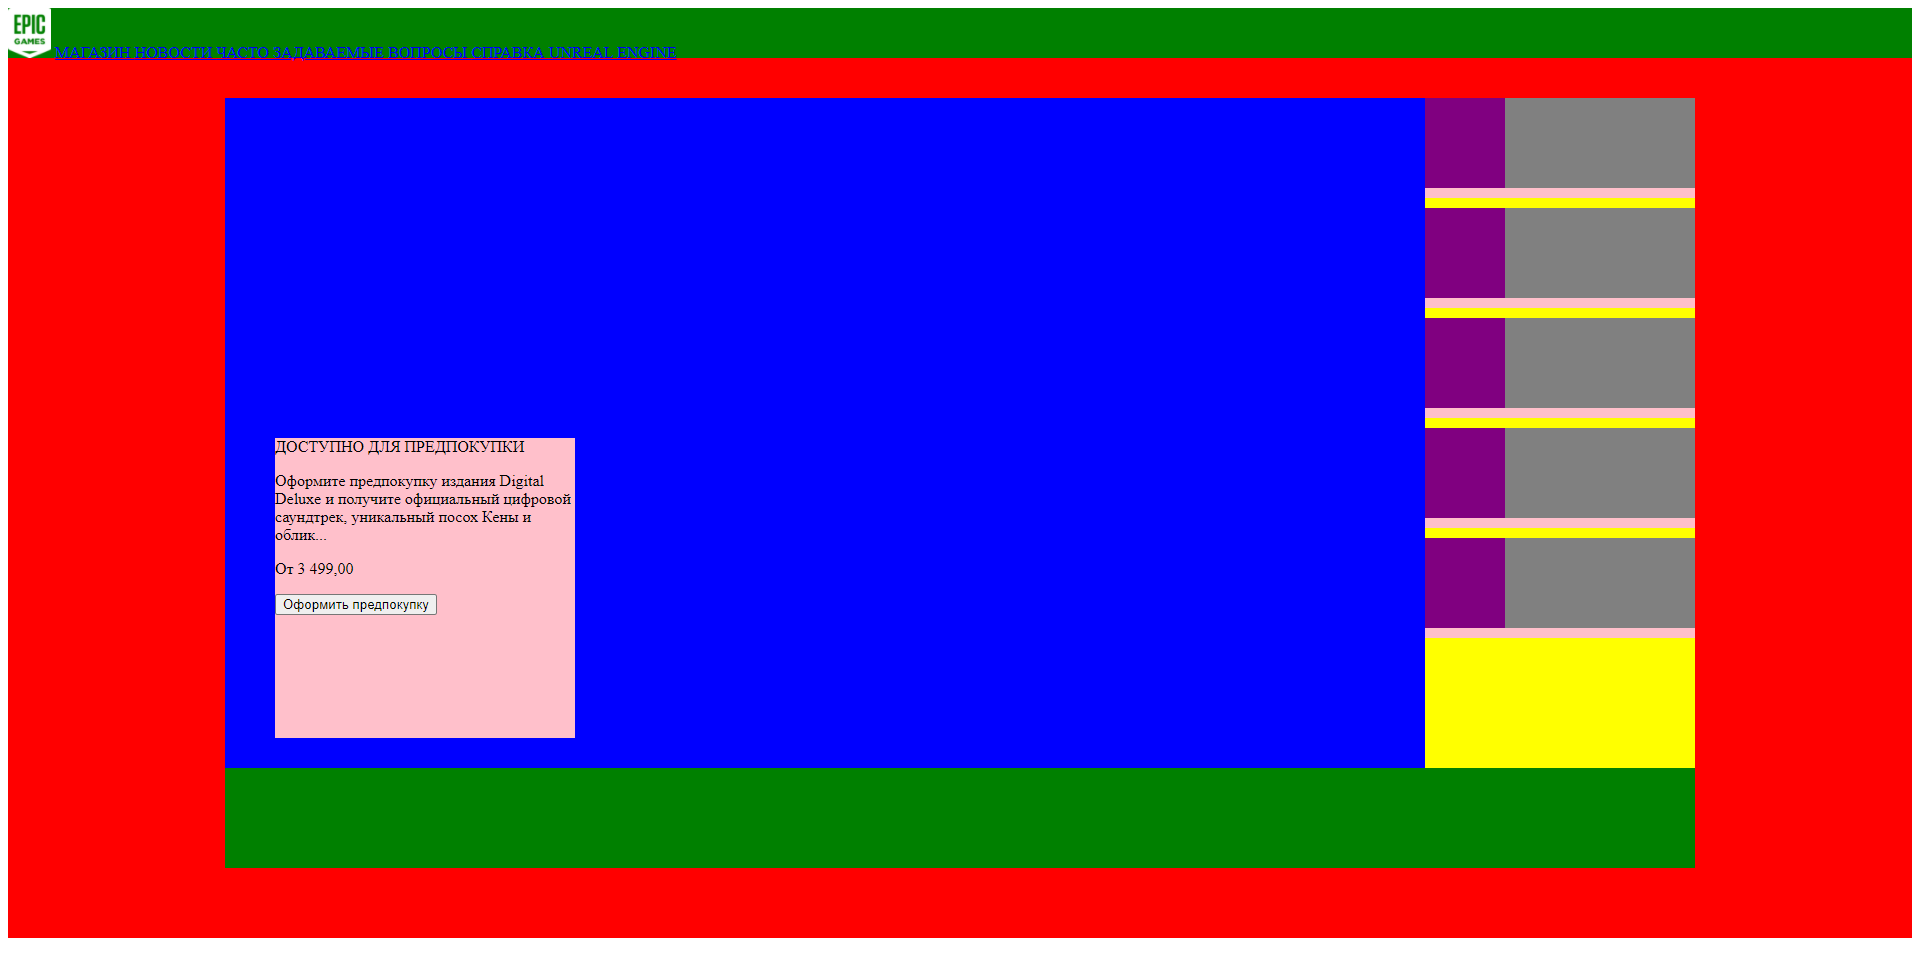 EPIC
GAMES
МАГАЗИН НОВОСТИ ЧАСТО ЗАДАВАЕМЫЕ ВОПРОСЫ СПРАВКА UNREAL ENGINE
ДОСТУПНО ДЛЯ ПРЕДПОКУПКИ
Оформите предпокупку издания Digital
Deluxe и получите официальный цифровой
саундтрек, уникальный посох Кены и
облик...
От 3 499,00
Оформить предпокупку